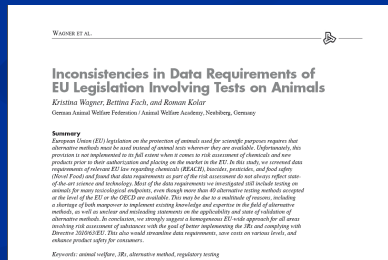 WAGNER ET AL.
Inconsistencies in Data Requirements of
EU Legislation Involving Tests on Animals
Kristina Wagner, Bettina Fach, and Roman Kolar
German Animal Welfare Federation / Animal Welfare Academy, Neubiberg, Germany
Summary
European Union (EU) legislation on the protection of animals used for scientific purposes requires that
alternative methods must be used instead of animal tests wherever they are available. Unfortunately, this
provision is not implemented to its full extent when it comes to risk assessment of chemicals and new
products prior to their authorization and placing on the market in the EU. In this study, we screened data
requirements of relevant EU law regarding chemicals (REACH), biocides, pesticides, and food safety
(Novel Food) and found that data requirements as part of the risk assessment do not always reflect state-
of-the-art science and technology. Most of the data requirements we investigated still include testing on
animals for many toxicological endpoints, even though more than 40 alternative testing methods accepted
at the level of the EU or the OECD are available. This may be due to a multitude of reasons, including
a shortage of both manpower to implement existing knowledge and expertise in the field of alternative
methods, as well as unclear and misleading statements on the applicability and state of validation of
alternative methods. In conclusion, we strongly suggest a homogeneous EU-wide approach for all areas
involving risk assessment of substances with the goal of better implementing the 3Rs and complying with
Directive 2010/63/EU. This also would streamline data requirements, save costs on various levels, and
enhance product safety for consumers.
Keywords: animal welfare, 3Rs, alternative method, regulatory testing